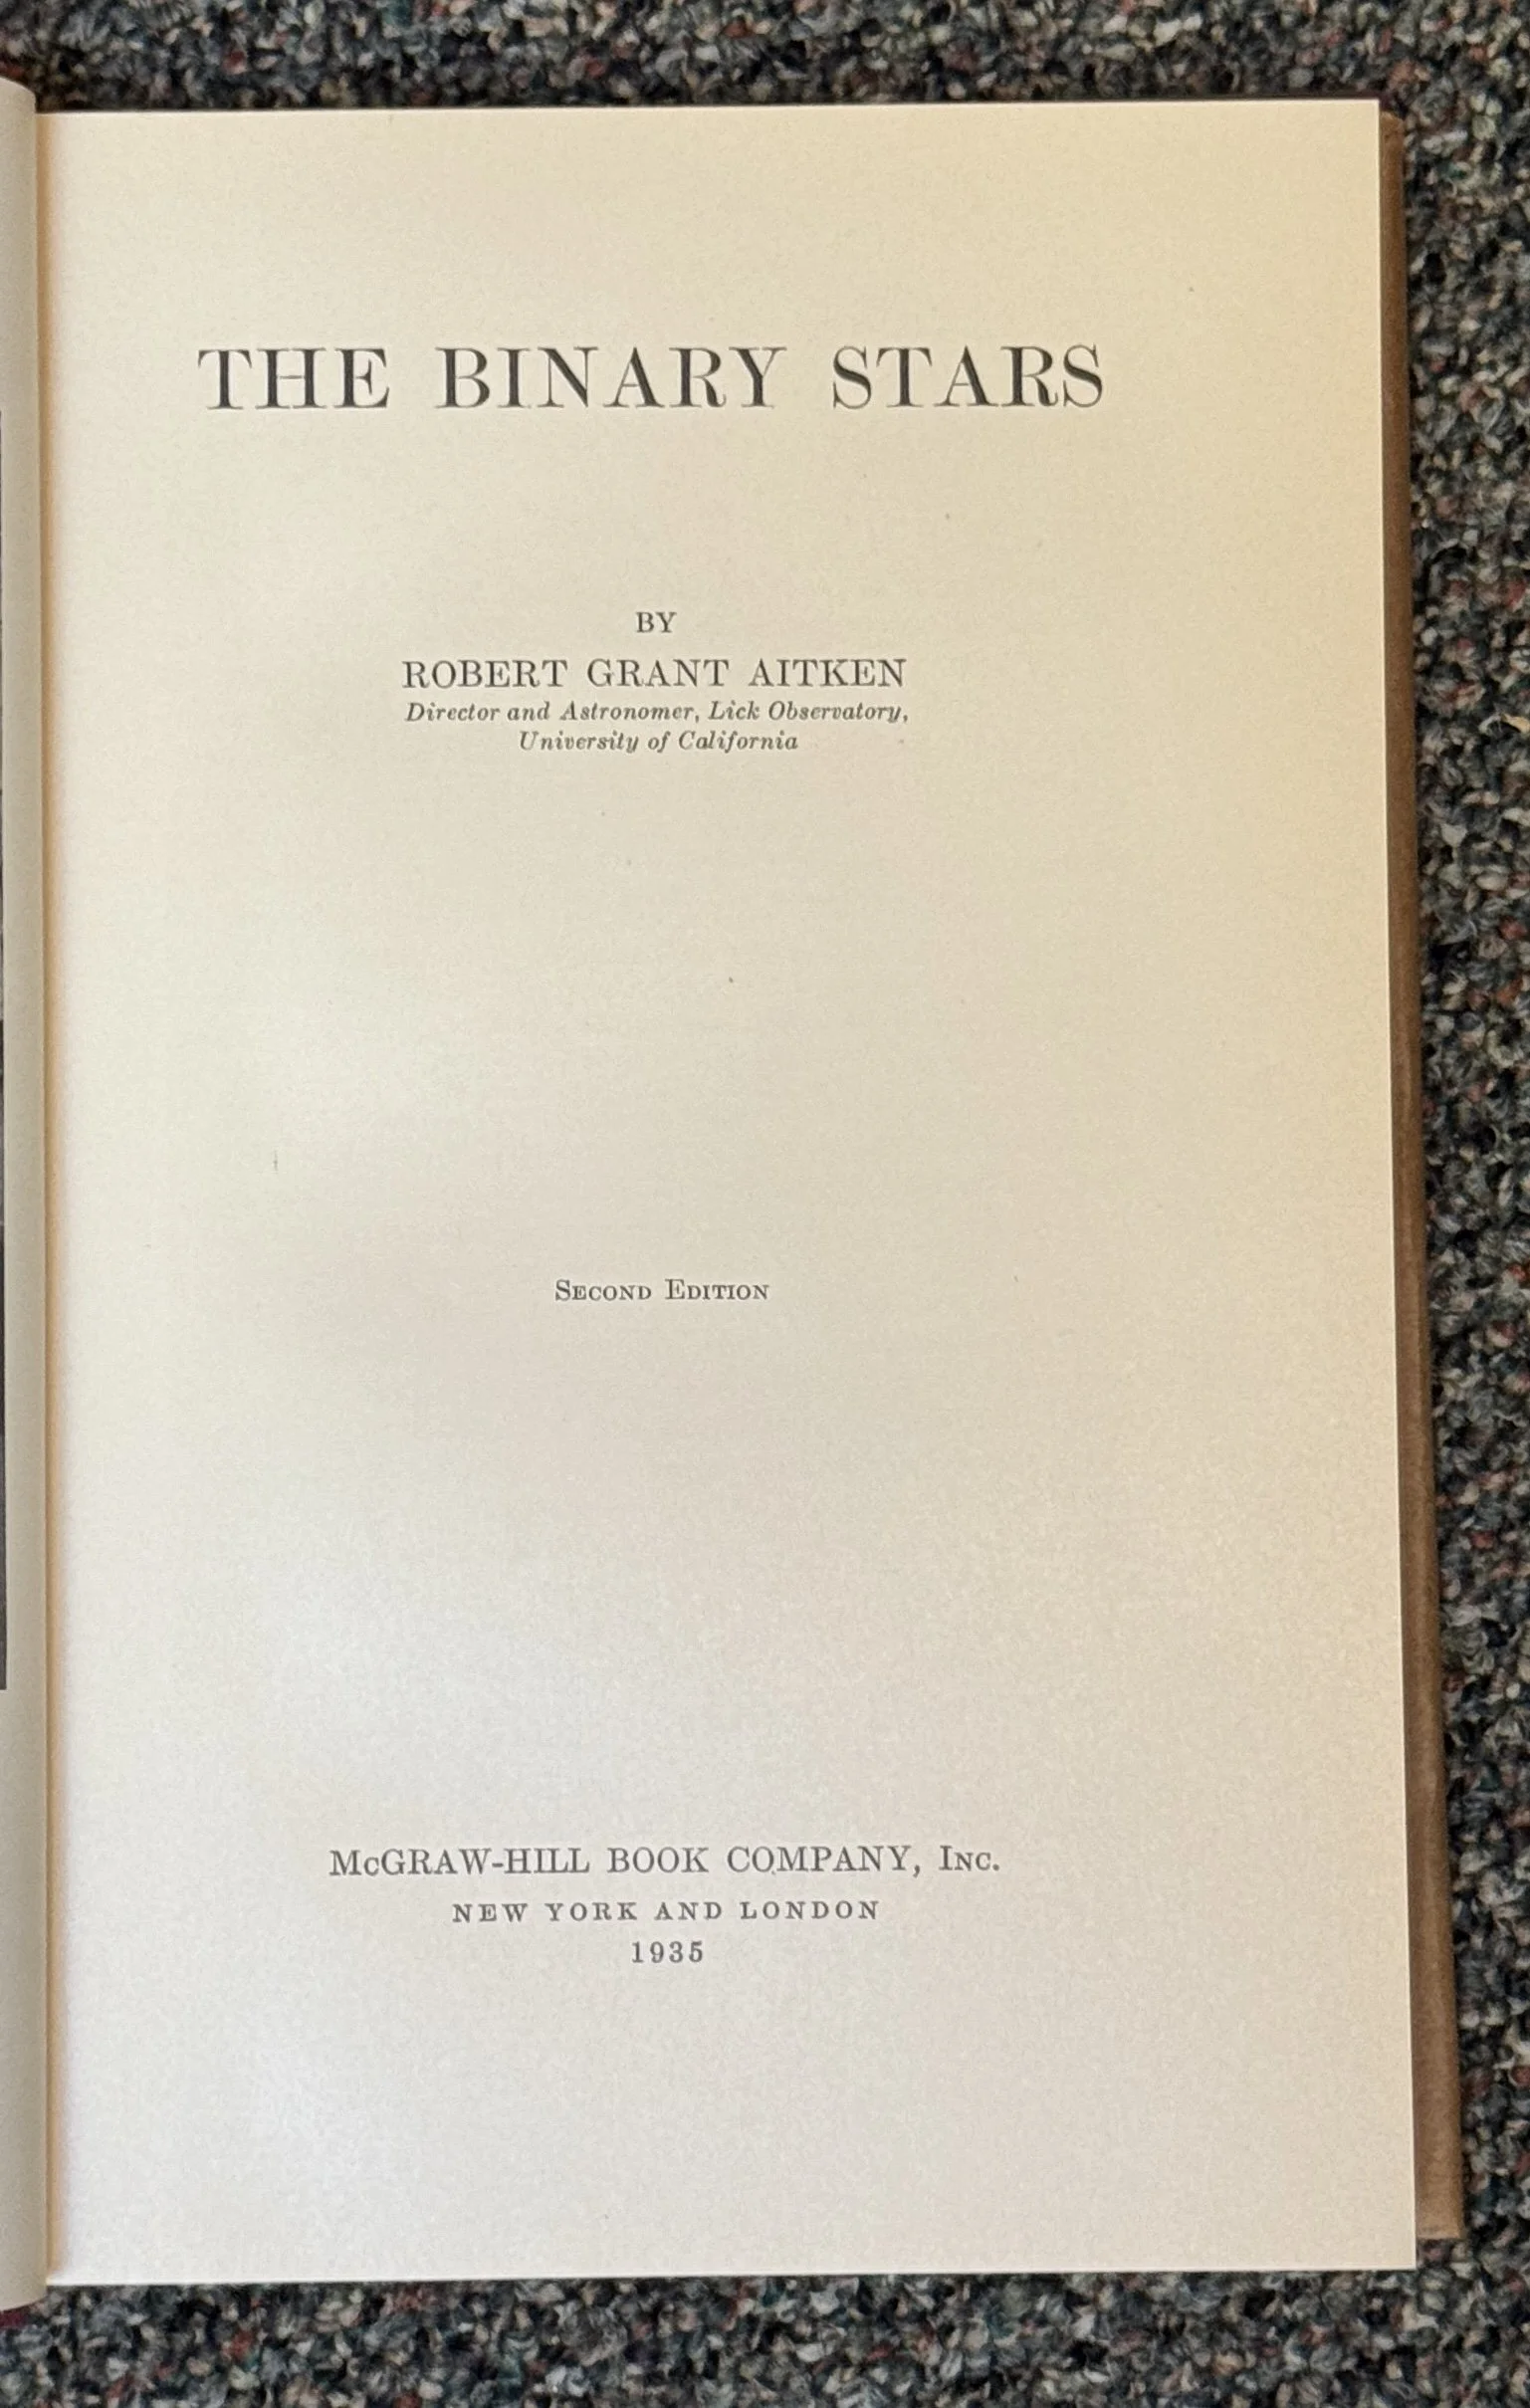 THE BINARY STARS
BY
ROBERT GRANT AITKEN
Director and Astronomer, Lick Observatory,
University of California
Second Edition
McGRAW-HILL BOOK COMPANY, Inc.
NEW YORK AND LONDON
1935